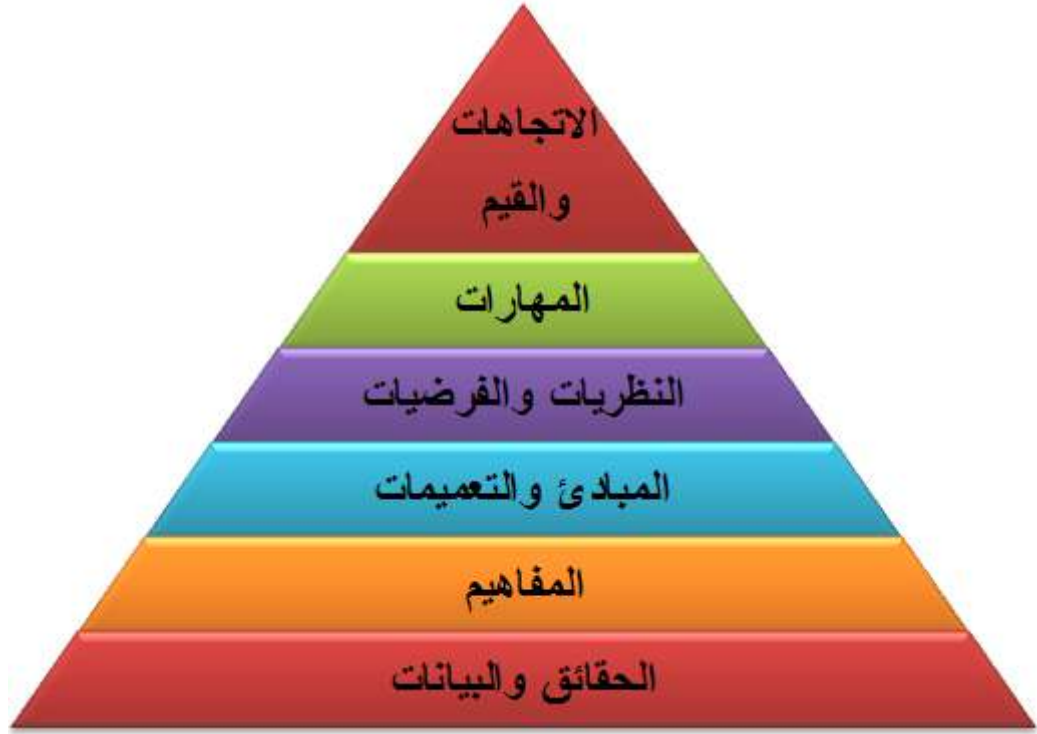 الاتجاهات
والقيم
المهارات
النظريات والفرضيات
المبادئ والتعميمات
المفاهيم
الحقائق والبيانات